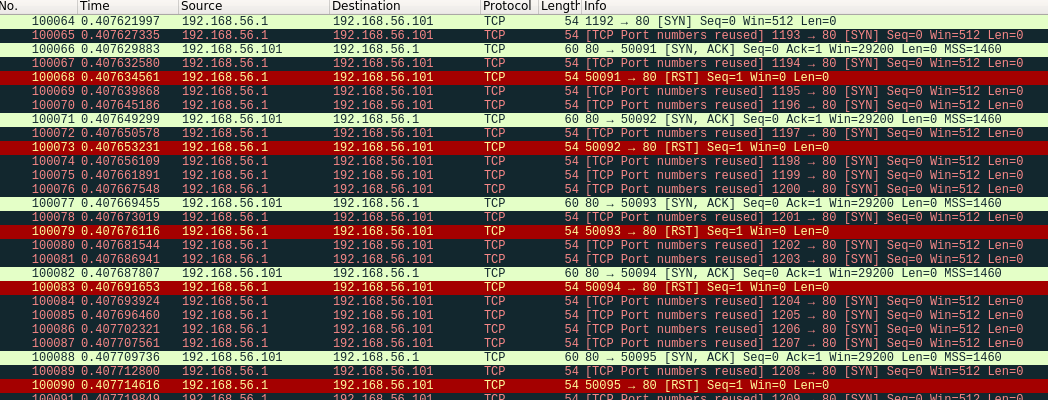 No. Time Source Destination Protocol Length Info
100064 0.407621997 192.168.56.1 192.168.56.101 TCP 54 1192 → 80 [SYN] Seq=0 Win=512 Len=0
100065 0.407627335 192.168.56.1 192.168.56.101 TCP 54 [TCP Port numbers reused] 1193 → 80 [SYN] Seq=0 Win=512 Len=0
100066 0.407629883 192.168.56.101 192.168.56.1 TCP 60 80 → 50091 [SYN, ACK] Seq=0 Ack=1 Win=29200 Len=0 MSS=1460
100067 0.407632580 192.168.56.1 192.168.56.101 TCP 54 [TCP Port numbers reused] 1194 → 80 [SYN] Seq=0 Win=512 Len=0
100068 0.407634561 192.168.56.1 192.168.56.101 TCP 54 50091 → 80 [RST] Seq=1 Win=0 Len=0
100069 0.407639868 192.168.56.1 192.168.56.101 TCP 54 [TCP Port numbers reused] 1195 → 80 [SYN] Seq=0 Win=512 Len=0
100070 0.407645186 192.168.56.1 192.168.56.101 TCP 54 [TCP Port numbers reused] 1196 → 80 [SYN] Seq=0 Win=512 Len=0
100071 0.407649299 192.168.56.101 192.168.56.1 TCP 60 80 → 50092 [SYN, ACK] Seq=0 Ack=1 Win=29200 Len=0 MSS=1460
100072 0.407650578 192.168.56.1 192.168.56.101 TCP 54 [TCP Port numbers reused] 1197 → 80 [SYN] Seq=0 Win=512 Len=0
100073 0.407653231 192.168.56.1 192.168.56.101 TCP 54 50092 → 80 [RST] Seq=1 Win=0 Len=0
100074 0.407656109 192.168.56.1 192.168.56.101 TCP 54 [TCP Port numbers reused] 1198 → 80 [SYN] Seq=0 Win=512 Len=0
100075 0.407661891 192.168.56.1 192.168.56.101 TCP 54 [TCP Port numbers reused] 1199 → 80 [SYN] Seq=0 Win=512 Len=0
100076 0.407667548 192.168.56.1 192.168.56.101 TCP 54 [TCP Port numbers reused] 1200 → 80 [SYN] Seq=0 Win=512 Len=0
100077 0.407669455 192.168.56.101 192.168.56.1 TCP 60 80 → 50093 [SYN, ACK] Seq=0 Ack=1 Win=29200 Len=0 MSS=1460
100078 0.407673019 192.168.56.1 192.168.56.101 TCP 54 [TCP Port numbers reused] 1201 → 80 [SYN] Seq=0 Win=512 Len=0
100079 0.407676116 192.168.56.1 192.168.56.101 TCP 54 50093 → 80 [RST] Seq=1 Win=0 Len=0
100080 0.407681544 192.168.56.1 192.168.56.101 TCP 54 [TCP Port numbers reused] 1202 → 80 [SYN] Seq=0 Win=512 Len=0
100081 0.407686941 192.168.56.1 192.168.56.101 TCP 54 [TCP Port numbers reused] 1203 → 80 [SYN] Seq=0 Win=512 Len=0
100082 0.407687807 192.168.56.101 192.168.56.1 TCP 60 80 → 50094 [SYN, ACK] Seq=0 Ack=1 Win=29200 Len=0 MSS=1460
100083 0.407691653 192.168.56.1 192.168.56.101 TCP 54 50094 → 80 [RST] Seq=1 Win=0 Len=0
100084 0.407693924 192.168.56.1 192.168.56.101 TCP 54 [TCP Port numbers reused] 1204 → 80 [SYN] Seq=0 Win=512 Len=0
100085 0.407696460 192.168.56.1 192.168.56.101 TCP 54 [TCP Port numbers reused] 1205 → 80 [SYN] Seq=0 Win=512 Len=0
100086 0.407702321 192.168.56.1 192.168.56.101 TCP 54 [TCP Port numbers reused] 1206 → 80 [SYN] Seq=0 Win=512 Len=0
100087 0.407707561 192.168.56.1 192.168.56.101 TCP 54 [TCP Port numbers reused] 1207 → 80 [SYN] Seq=0 Win=512 Len=0
100088 0.407709736 192.168.56.101 192.168.56.1 TCP 60 80 → 50095 [SYN, ACK] Seq=0 Ack=1 Win=29200 Len=0 MSS=1460
100089 0.407712800 192.168.56.1 192.168.56.101 TCP 54 [TCP Port numbers reused] 1208 → 80 [SYN] Seq=0 Win=512 Len=0
100090 0.407714616 192.168.56.1 192.168.56.101 TCP 54 50095 → 80 [RST] Seq=1 Win=0 Len=0
100091 0.407719849 192.168.56.1 192.168.56.101 TCP 54 [TCP Port numbers reused] 1209 → 80 [SYN] Seq=0 Win=512 Len=0